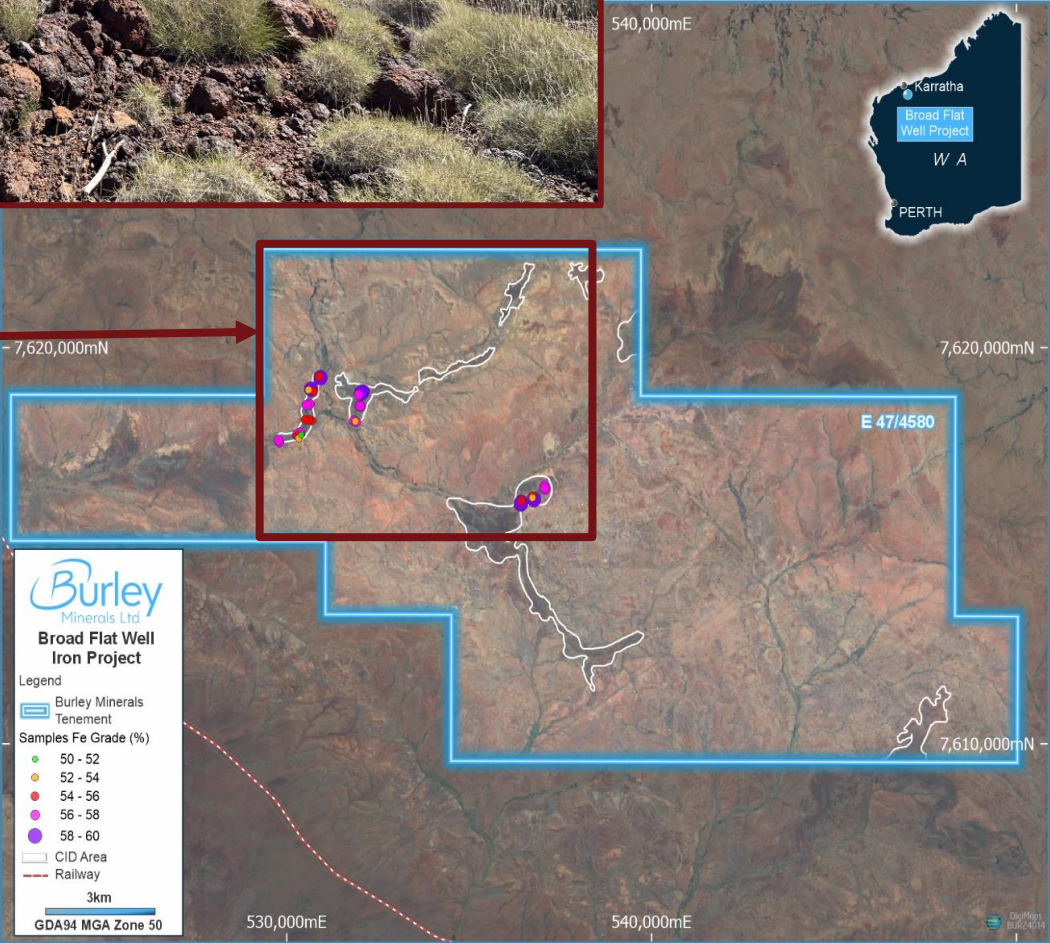 540,000mE
Karratha
Broad Flat
Well Project
W A
PERTH
7,620,000mN
7,620,000mN
E 47/4580
7,610,000mN
Burley
Minerals Ltd
Broad Flat Well
Iron Project
Legend
Burley Minerals
Tenement
Samples Fe Grade (%)
50 - 52
52 - 54
54 - 56
56 - 58
58 - 60
CID Area
Railway
3km
GDA94 MGA Zone 50
530,000mE
540,000mE
DigiMaps
BUR24014